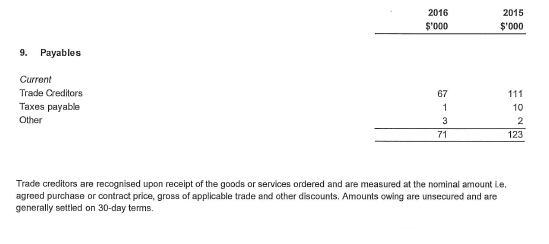 2016 2015
$'000 $'000
9. Payables
Current
Trade Creditors 67 111
Taxes payable 1 10
Other 3 2
71 123
Trade creditors are recognised upon receipt of the goods or services ordered and are measured at the nominal amount i.e.
agreed purchase or contract price, gross of applicable trade and other discounts. Amounts owing are unsecured and are
generally settled on 30-day terms.